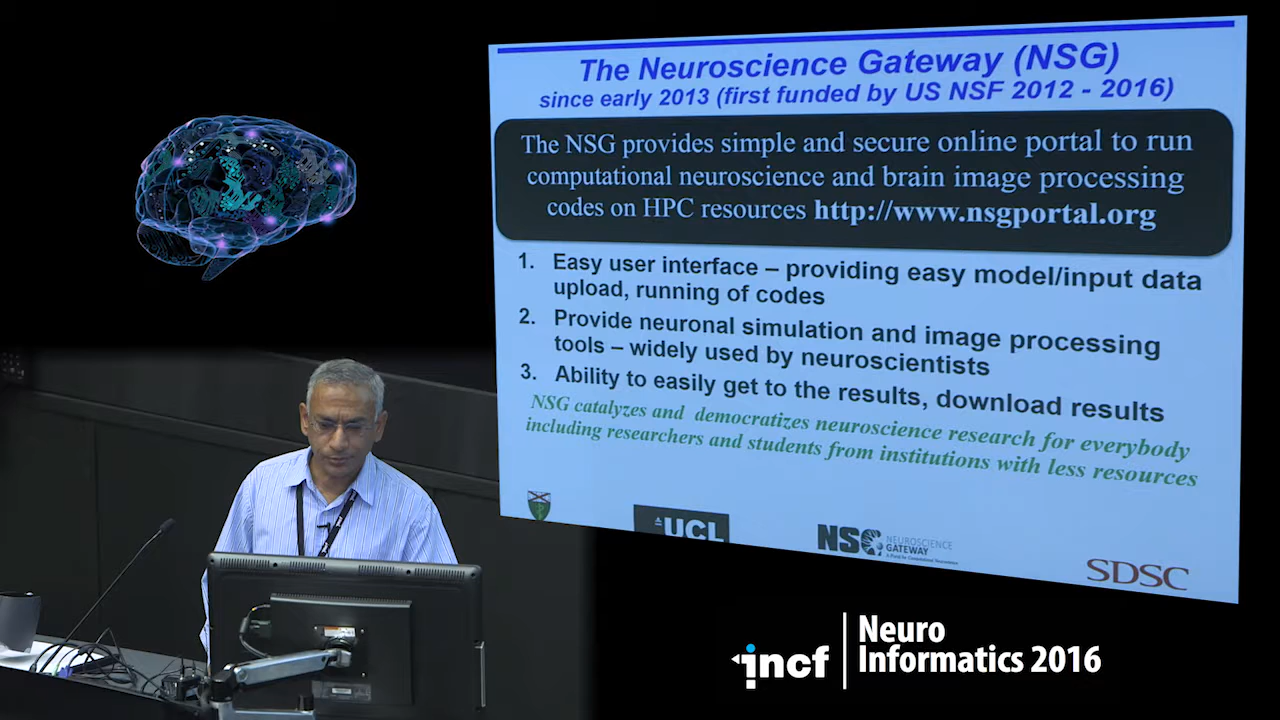 The Neuroscience Gateway (NSG)
since early 2013 (first funded by US NSF 2012 - 2016)
The NSG provides simple and secure online portal to run
computational neuroscience and brain image processing
codes on HPC resources http://www.nsgportal.org
1. Easy user interface – providing easy model/input data
upload, running of codes
2. Provide neuronal simulation and image processing
tools – widely used by neuroscientists
3. Ability to easily get to the results, download results
NSG catalyzes and democratizes neuroscience research for everybody
including researchers and students from institutions with less resources
UCL
NSG NEUROSCIENCE
GATEWAY
SDSC
incf
Neuro
Informatics 2016